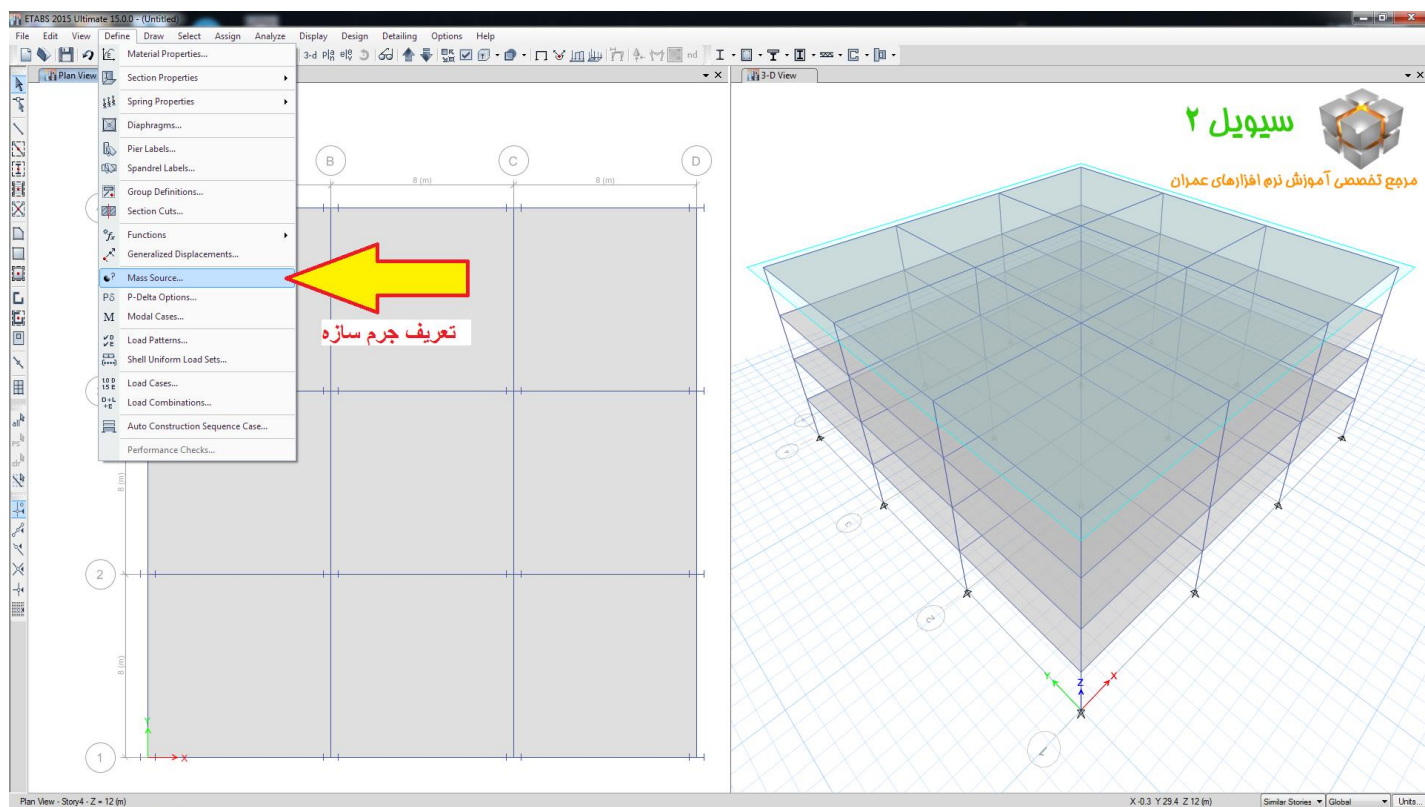 ETABS 2015 Ultimate 15.0.0 - (Untitled)
File Edit View Define Draw Select Assign Analyze Display Design Detailing Options Help
3-d
nd
Plan View
3-D View
Material Properties...
Section Properties
Spring Properties
Diaphragms...
Pier Labels...
Spandrel Labels...
Group Definitions...
Section Cuts...
Functions
Generalized Displacements...
Mass Source...
P-Delta Options...
Modal Cases...
Load Patterns...
Shell Uniform Load Sets...
Load Cases...
Load Combinations...
Auto Construction Sequence Case...
Performance Checks...
تعریف جرم سازه
B
C
D
8 (m)
8 (m)
8 (m)
2
8 (m)
1
Y
X
سیویل ۲
مرجع تخصصی آموزش نرم افزارهای عمران
Y
Z
X
Plan View - Story4 - Z = 12 (m)
X -0.3 Y 29.4 Z 12 (m)
Similar Stories
Global
Units...